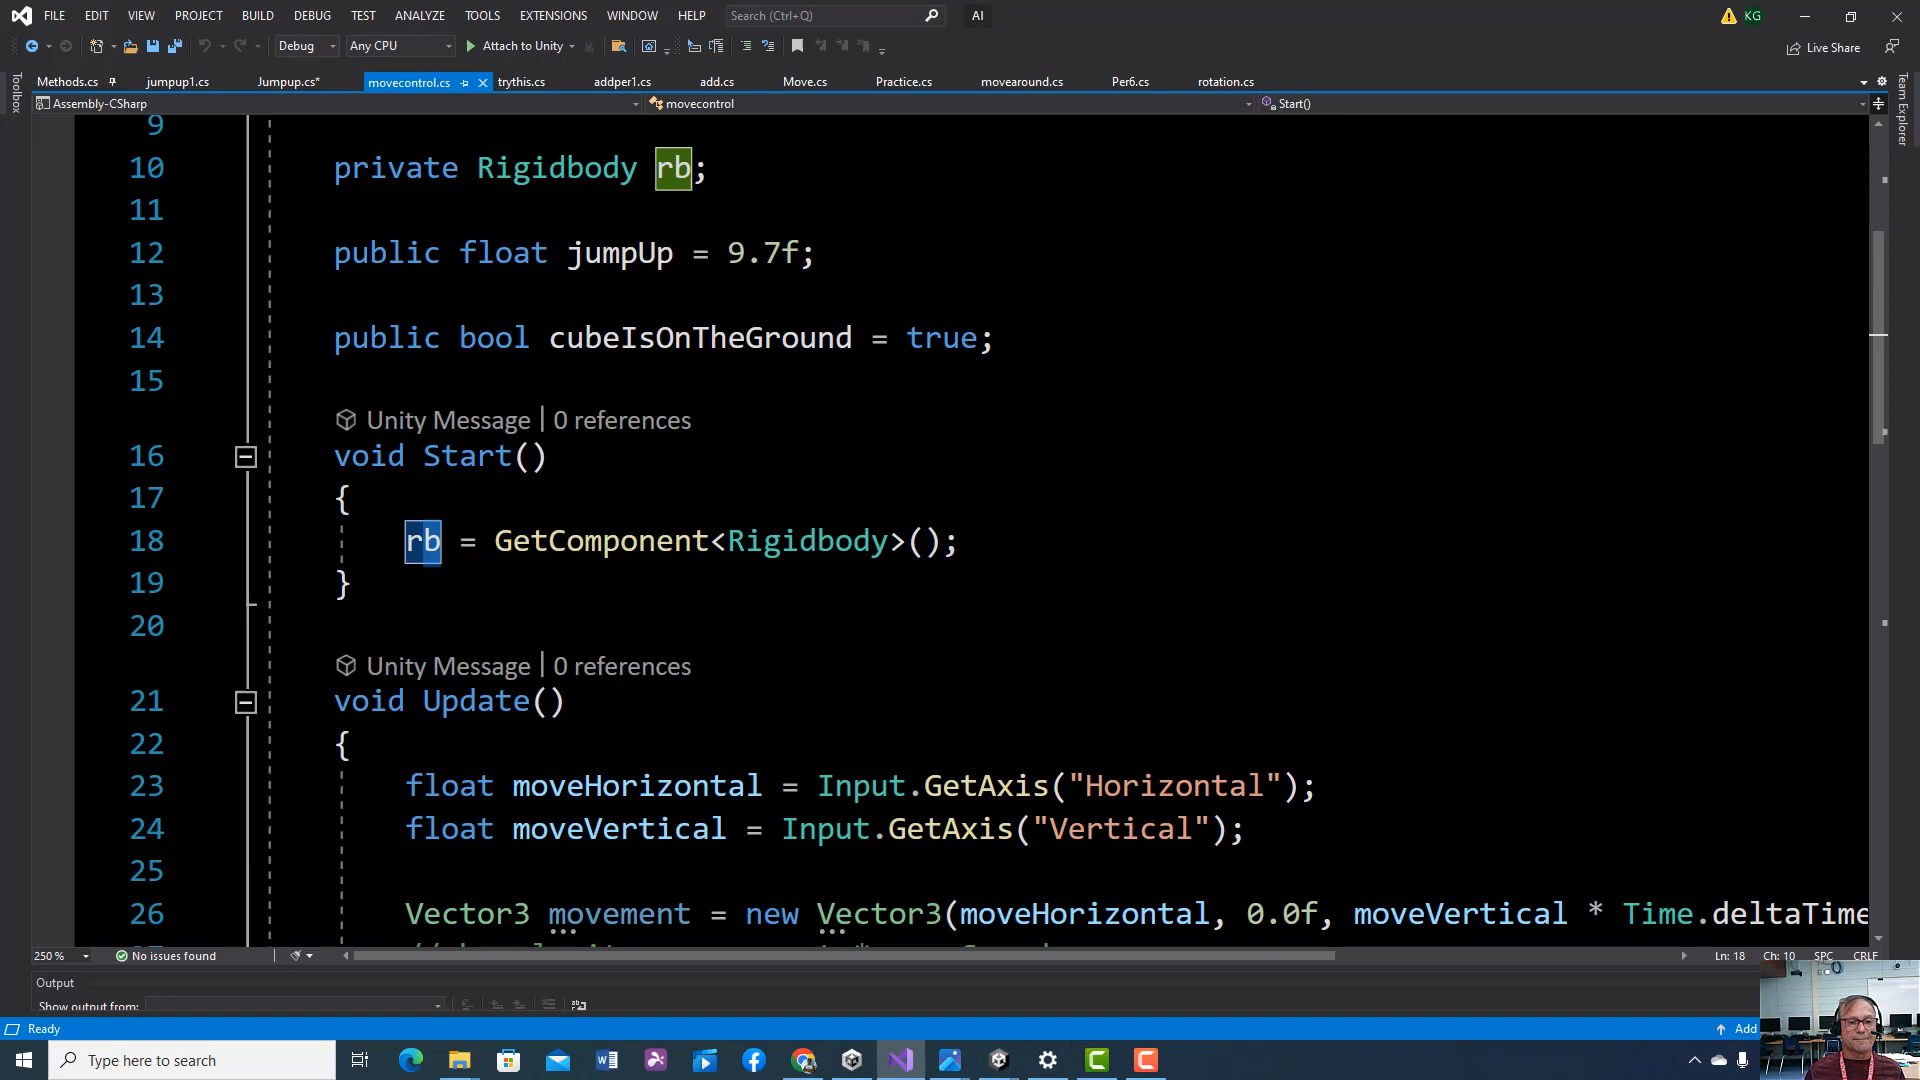 FILE EDIT VIEW PROJECT BUILD DEBUG TEST ANALYZE TOOLS EXTENSIONS WINDOW HELP Search (Ctrl+Q) AI KG
Debug Any CPU Attach to Unity Live Share
Methods.cs jumpup1.cs Jumpup.cs* movecontrol.cs trythis.cs addper1.cs add.cs Move.cs Practice.cs movearound.cs Per6.cs rotation.cs
Assembly-CSharp movecontrol Start()
Toolbox
Team Explorer
9
10 private Rigidbody rb;
11
12 public float jumpUp = 9.7f;
13
14 public bool cubeIsOnTheGround = true;
15
Unity Message | 0 references
16 void Start()
17 {
18 rb = GetComponent<Rigidbody>();
19 }
20
Unity Message | 0 references
21 void Update()
22 {
23 float moveHorizontal = Input.GetAxis("Horizontal");
24 float moveVertical = Input.GetAxis("Vertical");
25
26 Vector3 movement = new Vector3(moveHorizontal, 0.0f, moveVertical * Time.deltaTime
250 % No issues found Ln: 18 Ch: 10 SPC CRLF
Output
Show output from:
Ready Add
Type here to search